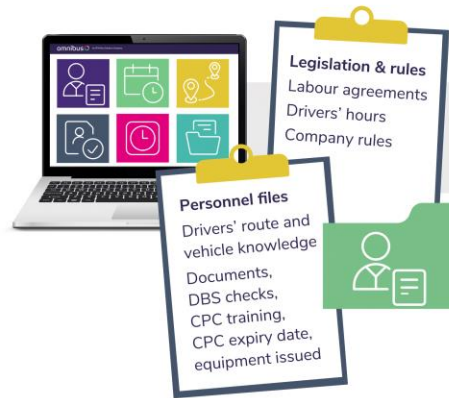 omnibus
Legislation & rules
Labour agreements
Drivers' hours
Company rules
Personnel files
Drivers' route and
vehicle knowledge
Documents,
DBS checks,
CPC training,
CPC expiry date,
equipment issued